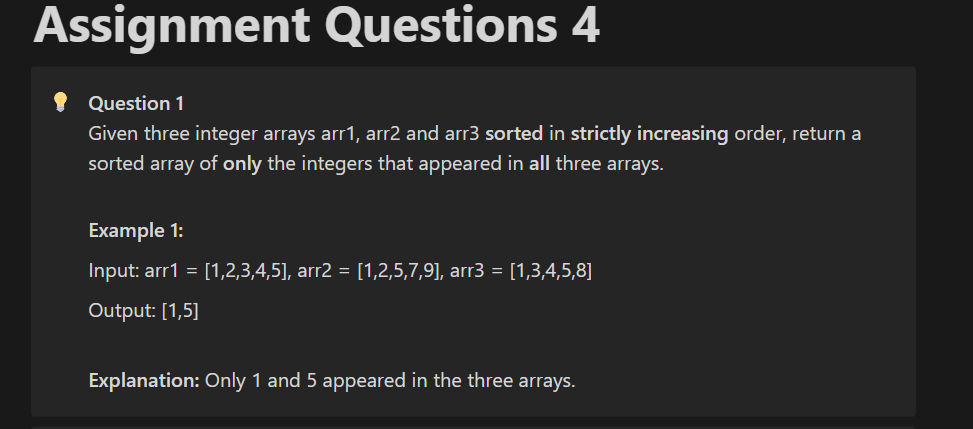 Assignment Questions 4
Question 1
Given three integer arrays arr1, arr2 and arr3 sorted in strictly increasing order, return a
sorted array of only the integers that appeared in all three arrays.
Example 1:
Input: arr1 = [1,2,3,4,5], arr2 = [1,2,5,7,9], arr3 = [1,3,4,5,8]
Output: [1,5]
Explanation: Only 1 and 5 appeared in the three arrays.